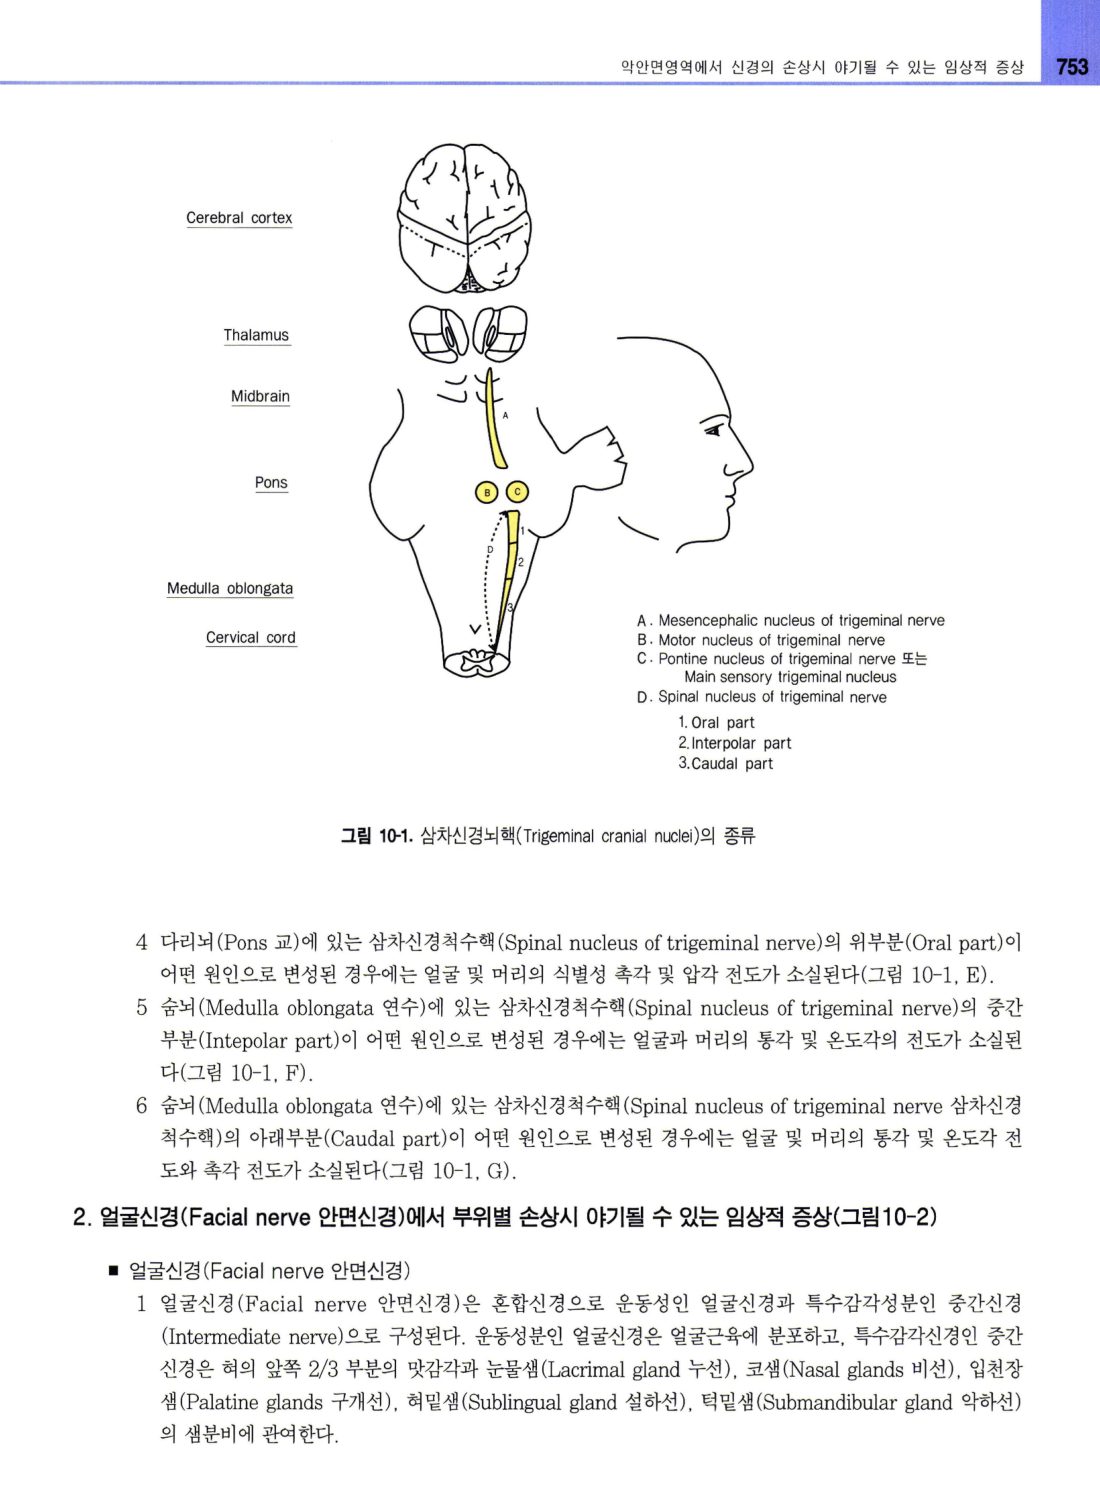 악안면영역에서 신경의 손상시 야기될 수 있는 임상적 증상 753
Cerebral cortex
Thalamus
Midbrain
A
Pons
B C
1
D
2
3
Medulla oblongata
Cervical cord
A. Mesencephalic nucleus of trigeminal nerve
B. Motor nucleus of trigeminal nerve
C. Pontine nucleus of trigeminal nerve 또는
Main sensory trigeminal nucleus
D. Spinal nucleus of trigeminal nerve
1. Oral part
2. Interpolar part
3. Caudal part
그림 10-1. 삼차신경뇌핵(Trigeminal cranial nuclei)의 종류
4 다리뇌(Pons 교)에 있는 삼차신경척수핵(Spinal nucleus of trigeminal nerve)의 위부분(Oral part)이
어떤 원인으로 변성된 경우에는 얼굴 및 머리의 식별성 촉각 및 압각 전도가 소실된다(그림 10-1, E).
5 숨뇌(Medulla oblongata 연수)에 있는 삼차신경척수핵(Spinal nucleus of trigeminal nerve)의 중간
부분(Intepolar part)이 어떤 원인으로 변성된 경우에는 얼굴과 머리의 통각 및 온도각의 전도가 소실된
다(그림 10-1, F).
6 숨뇌(Medulla oblongata 연수)에 있는 삼차신경척수핵(Spinal nucleus of trigeminal nerve 삼차신경
척수핵)의 아래부분(Caudal part)이 어떤 원인으로 변성된 경우에는 얼굴 및 머리의 통각 및 온도각 전
도와 촉각 전도가 소실된다(그림 10-1, G).
2. 얼굴신경(Facial nerve 안면신경)에서 부위별 손상시 야기될 수 있는 임상적 증상(그림10-2)
■ 얼굴신경(Facial nerve 안면신경)
1 얼굴신경(Facial nerve 안면신경)은 혼합신경으로 운동성인 얼굴신경과 특수감각성분인 중간신경
(Intermediate nerve)으로 구성된다. 운동성분인 얼굴신경은 얼굴근육에 분포하고, 특수감각신경인 중간
신경은 혀의 앞쪽 2/3 부분의 맛감각과 눈물샘(Lacrimal gland 누선), 코샘(Nasal glands 비선), 입천장
샘(Palatine glands 구개선), 혀밑샘(Sublingual gland 설하선), 턱밑샘(Submandibular gland 악하선)
의 샘분비에 관여한다.